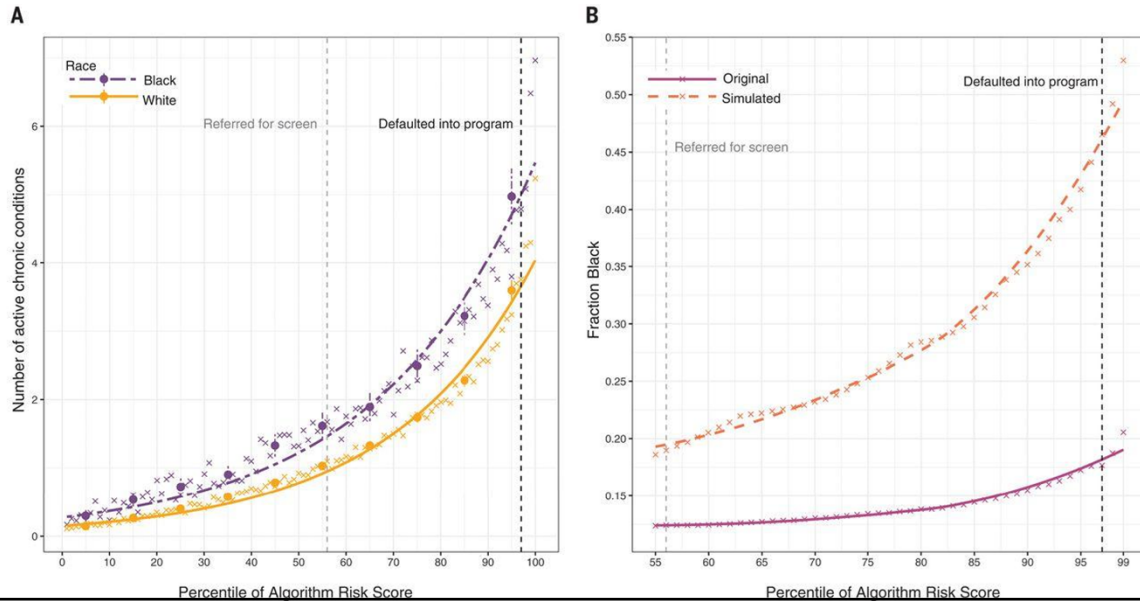 A
Race
Black
White
Referred for screen
Defaulted into program
Number of active chronic conditions
6
4
2
0
0 10 20 30 40 50 60 70 80 90 100
Percentile of Algorithm Risk Score
B
Original
Simulated
Defaulted into program
Referred for screen
Fraction Black
0.55
0.50
0.45
0.40
0.35
0.30
0.25
0.20
0.15
55 60 65 70 75 80 85 90 95 99
Percentile of Algorithm Risk Score